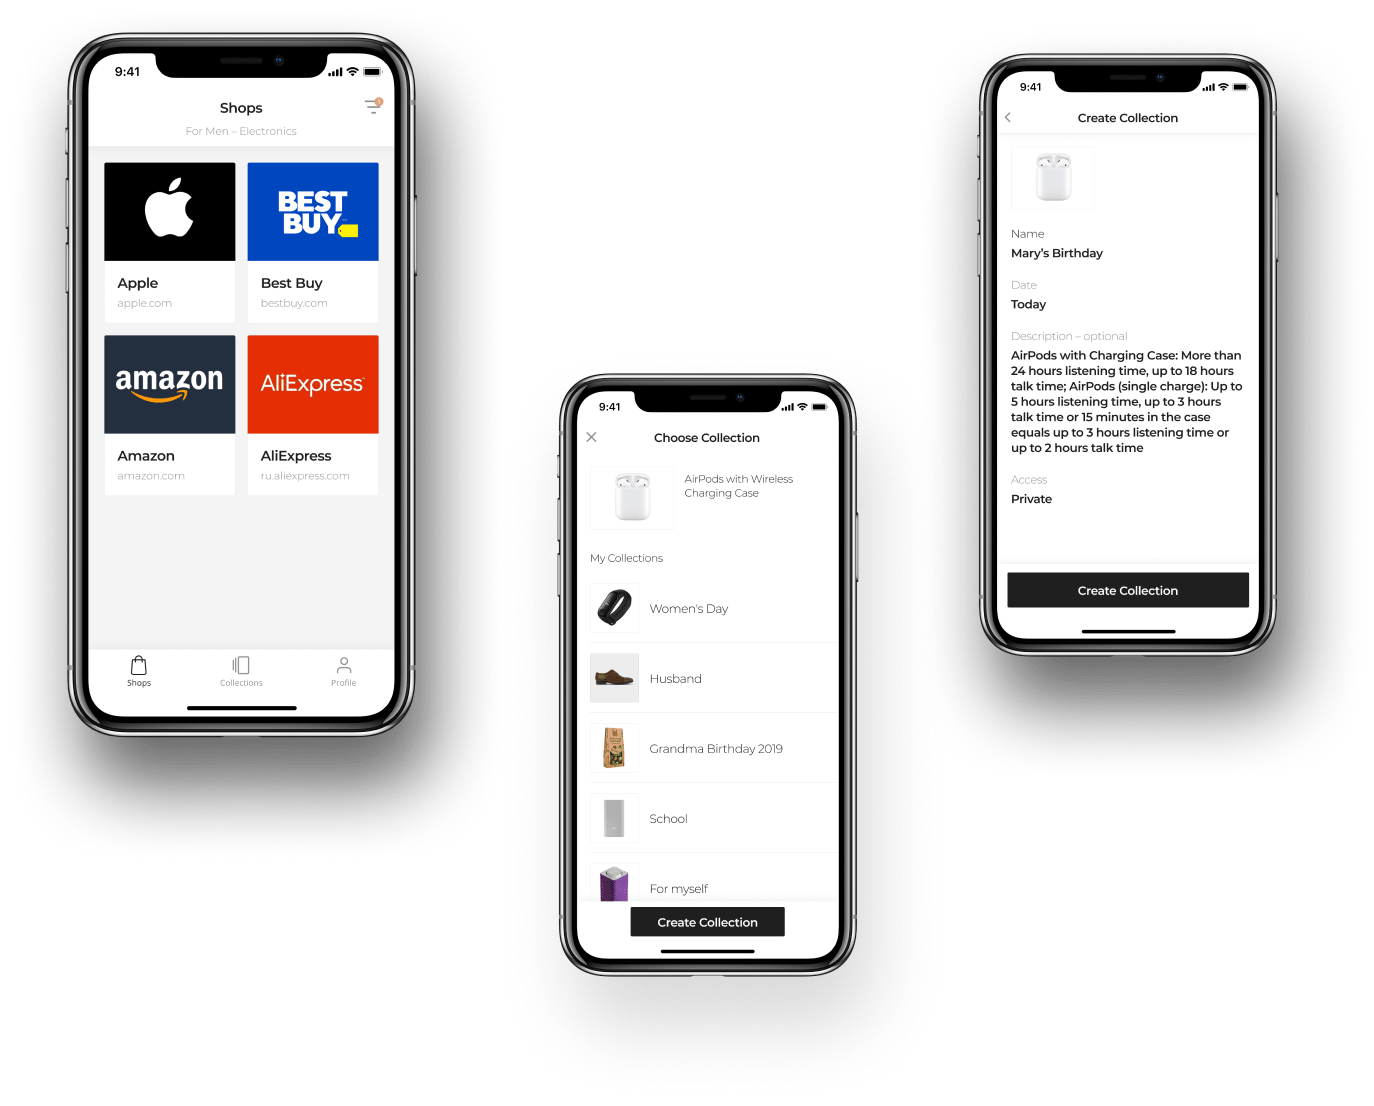 9:41
Shops
1
For Men – Electronics
BEST
BUY
Apple
apple.com
Best Buy
bestbuy.com
amazon
AliExpress
Amazon
amazon.com
AliExpress
ru.aliexpress.com
Shops
Collections
Profile
9:41
Choose Collection
AirPods with Wireless
Charging Case
My Collections
Women's Day
Husband
Grandma Birthday 2019
School
For myself
Create Collection
9:41
Create Collection
Name
Mary's Birthday
Date
Today
Description – optional
AirPods with Charging Case: More than
24 hours listening time, up to 18 hours
talk time; AirPods (single charge): Up to
5 hours listening time, up to 3 hours
talk time or 15 minutes in the case
equals up to 3 hours listening time or
up to 2 hours talk time
Access
Private
Create Collection